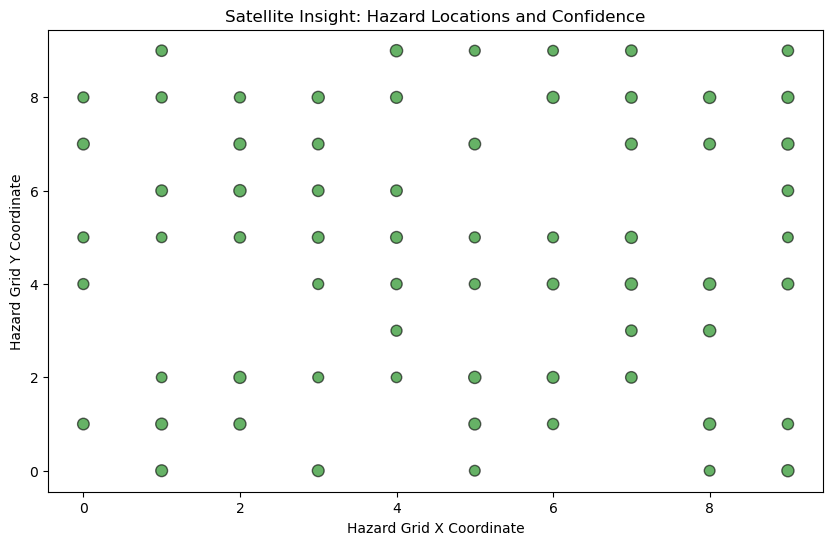 Satellite Insight: Hazard Locations and Confidence
Hazard Grid Y Coordinate
8
6
4
2
0
0 2 4 6 8
Hazard Grid X Coordinate